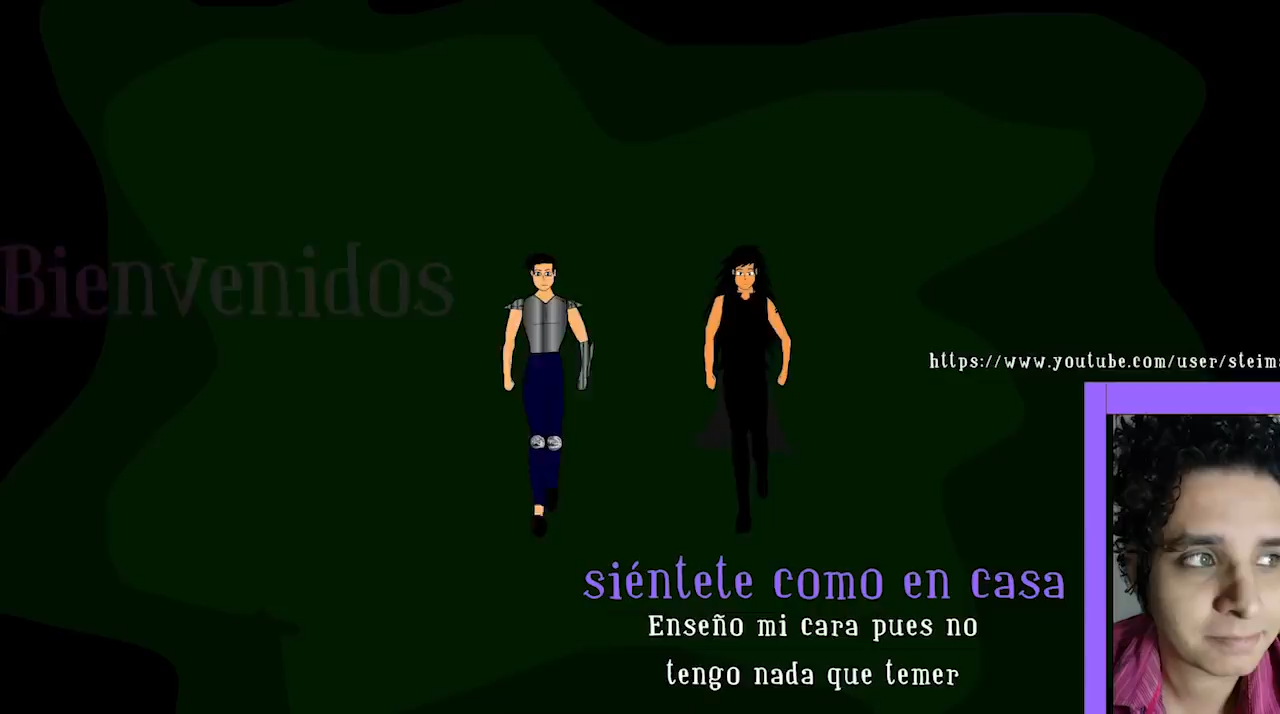 Bienvenidos
https://www.youtube.com/user/steims
siéntete como en casa
Enseño mi cara pues no
tengo nada que temer